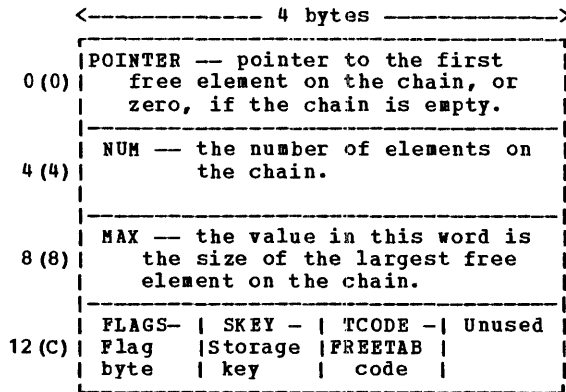 <---------- 4 bytes ---------->
POINTER -- pointer to the first
0 (0) free element on the chain, or
zero, if the chain is empty.
NUM -- the number of elements on
4 (4) the chain.
MAX -- the value in this word is
8 (8) the size of the largest free
element on the chain.
FLAGS- | SKEY - | TCODE - | Unused
12 (C) Flag | Storage | FREETAB |
byte | key | code |